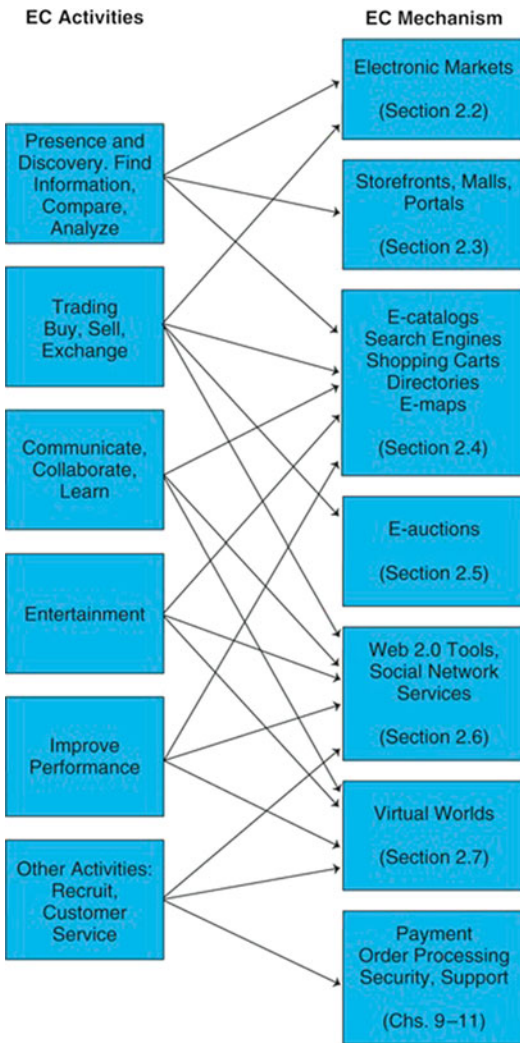 EC Activities
Presence and
Discovery. Find
Information,
Compare,
Analyze
Trading
Buy, Sell,
Exchange
Communicate,
Collaborate,
Learn
Entertainment
Improve
Performance
Other Activities:
Recruit,
Customer
Service
EC Mechanism
Electronic Markets
(Section 2.2)
Storefronts, Malls,
Portals
(Section 2.3)
E-catalogs
Search Engines
Shopping Carts
Directories
E-maps
(Section 2.4)
E-auctions
(Section 2.5)
Web 2.0 Tools,
Social Network
Services
(Section 2.6)
Virtual Worlds
(Section 2.7)
Payment
Order Processing
Security, Support
(Chs. 9–11)